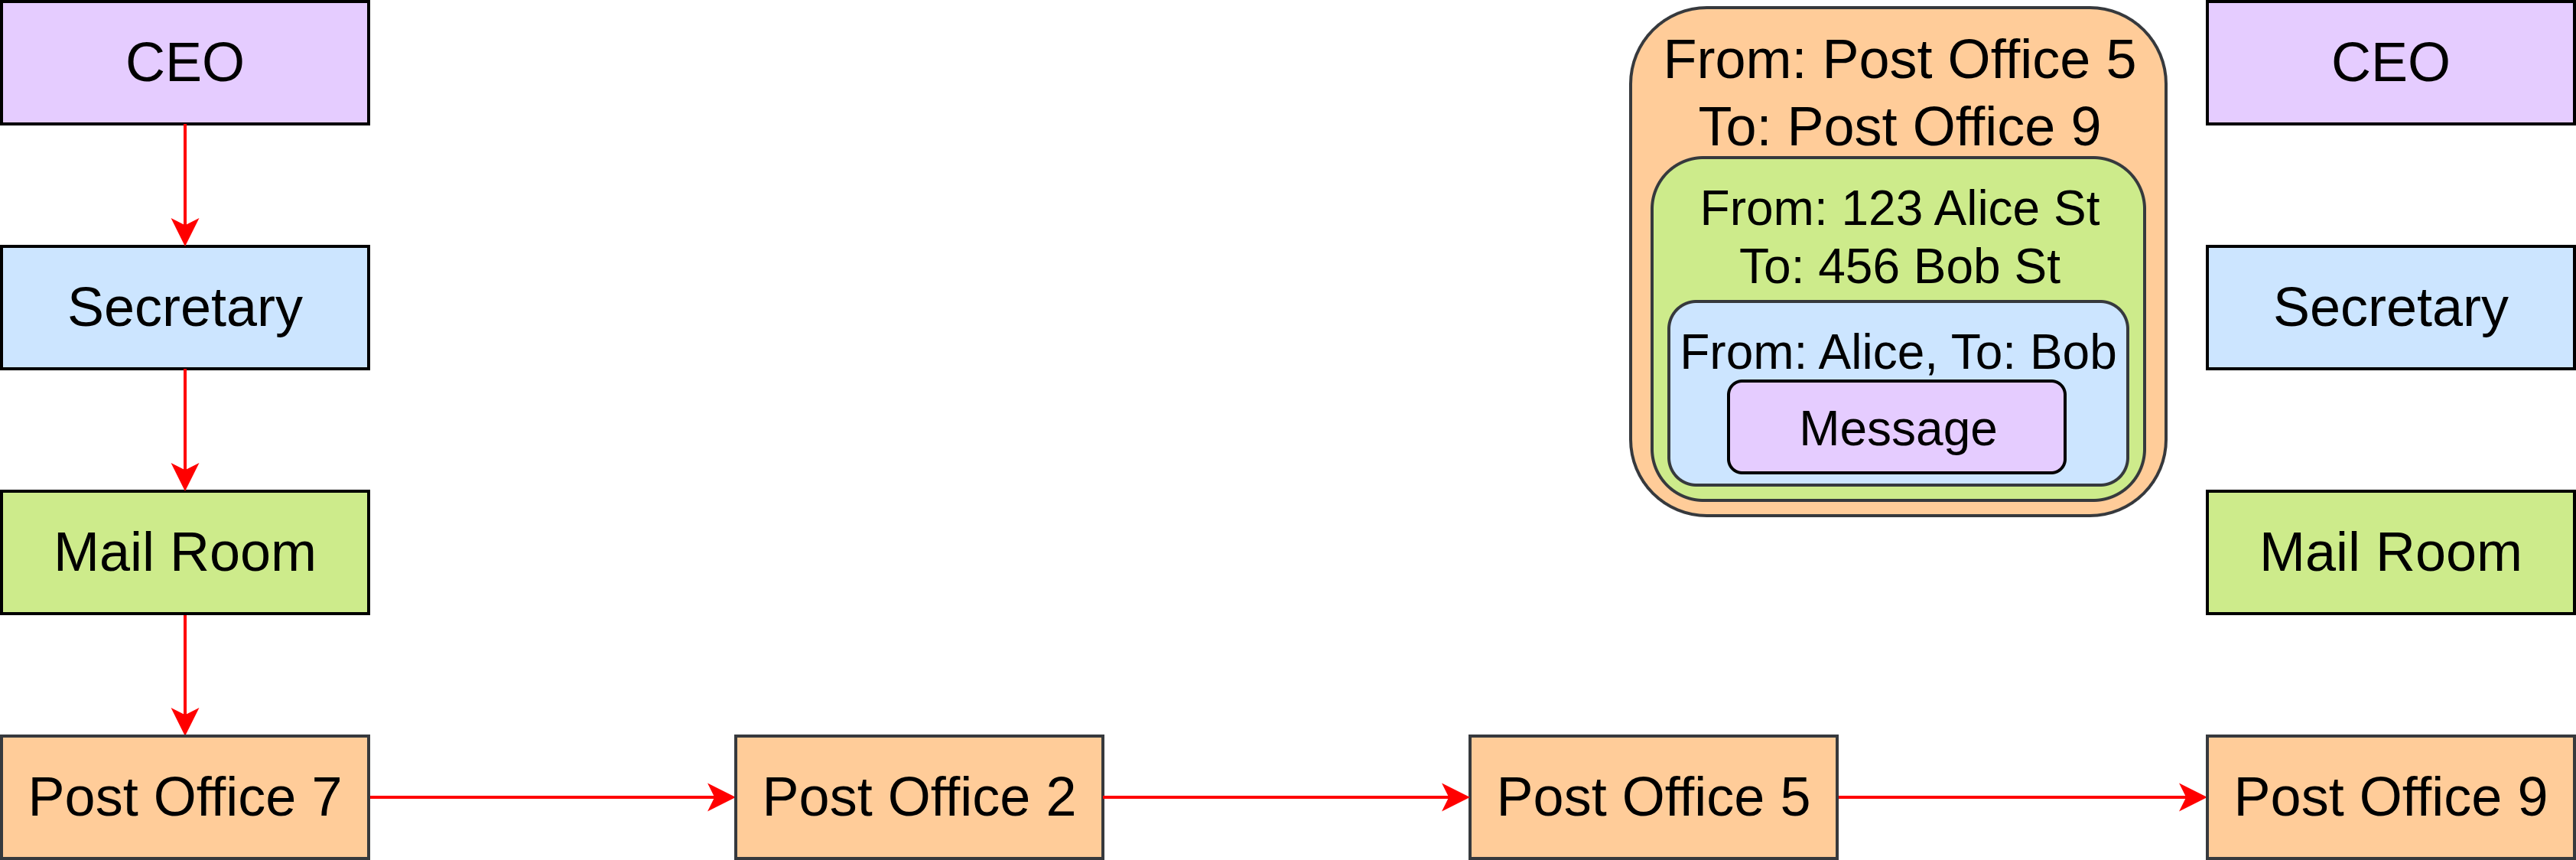 CEO
Secretary
Mail Room
Post Office 7
Post Office 2
Post Office 5
From: Post Office 5
To: Post Office 9
From: 123 Alice St
To: 456 Bob St
From: Alice, To: Bob
Message
CEO
Secretary
Mail Room
Post Office 9